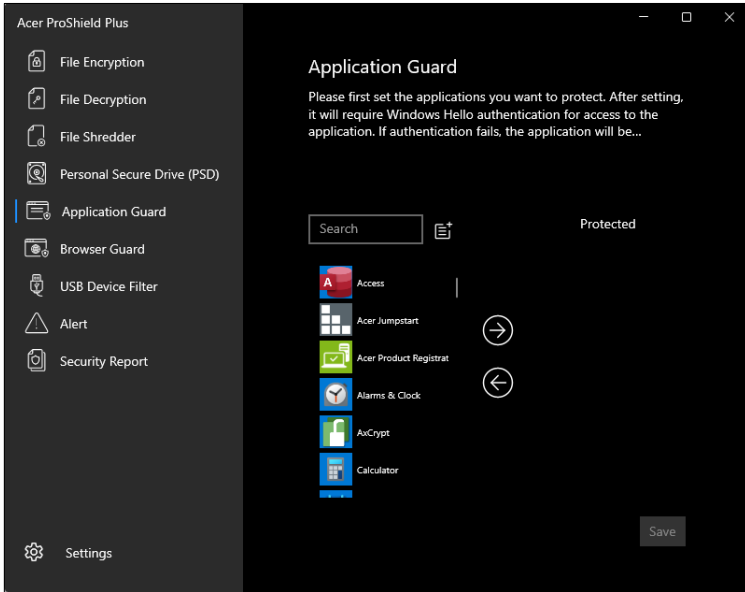 Acer ProShield Plus
File Encryption
File Decryption
File Shredder
Personal Secure Drive (PSD)
Application Guard
Browser Guard
USB Device Filter
Alert
Security Report
Settings
Application Guard
Please first set the applications you want to protect. After setting,
it will require Windows Hello authentication for access to the
application. If authentication fails, the application will be...
Search
Protected
A
Access
Acer Jumpstart
Acer Product Registrat
Alarms & Clock
AxCrypt
Calculator
Save